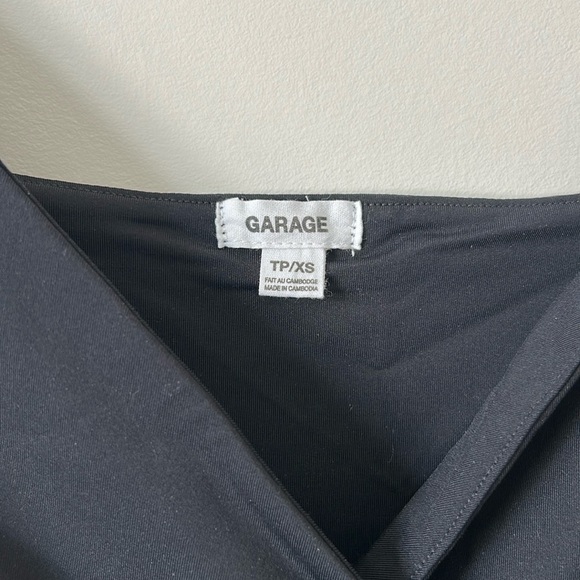 GARAGE
TP/XS
FAIT AU CAMBODGE
MADE IN CAMBODIA